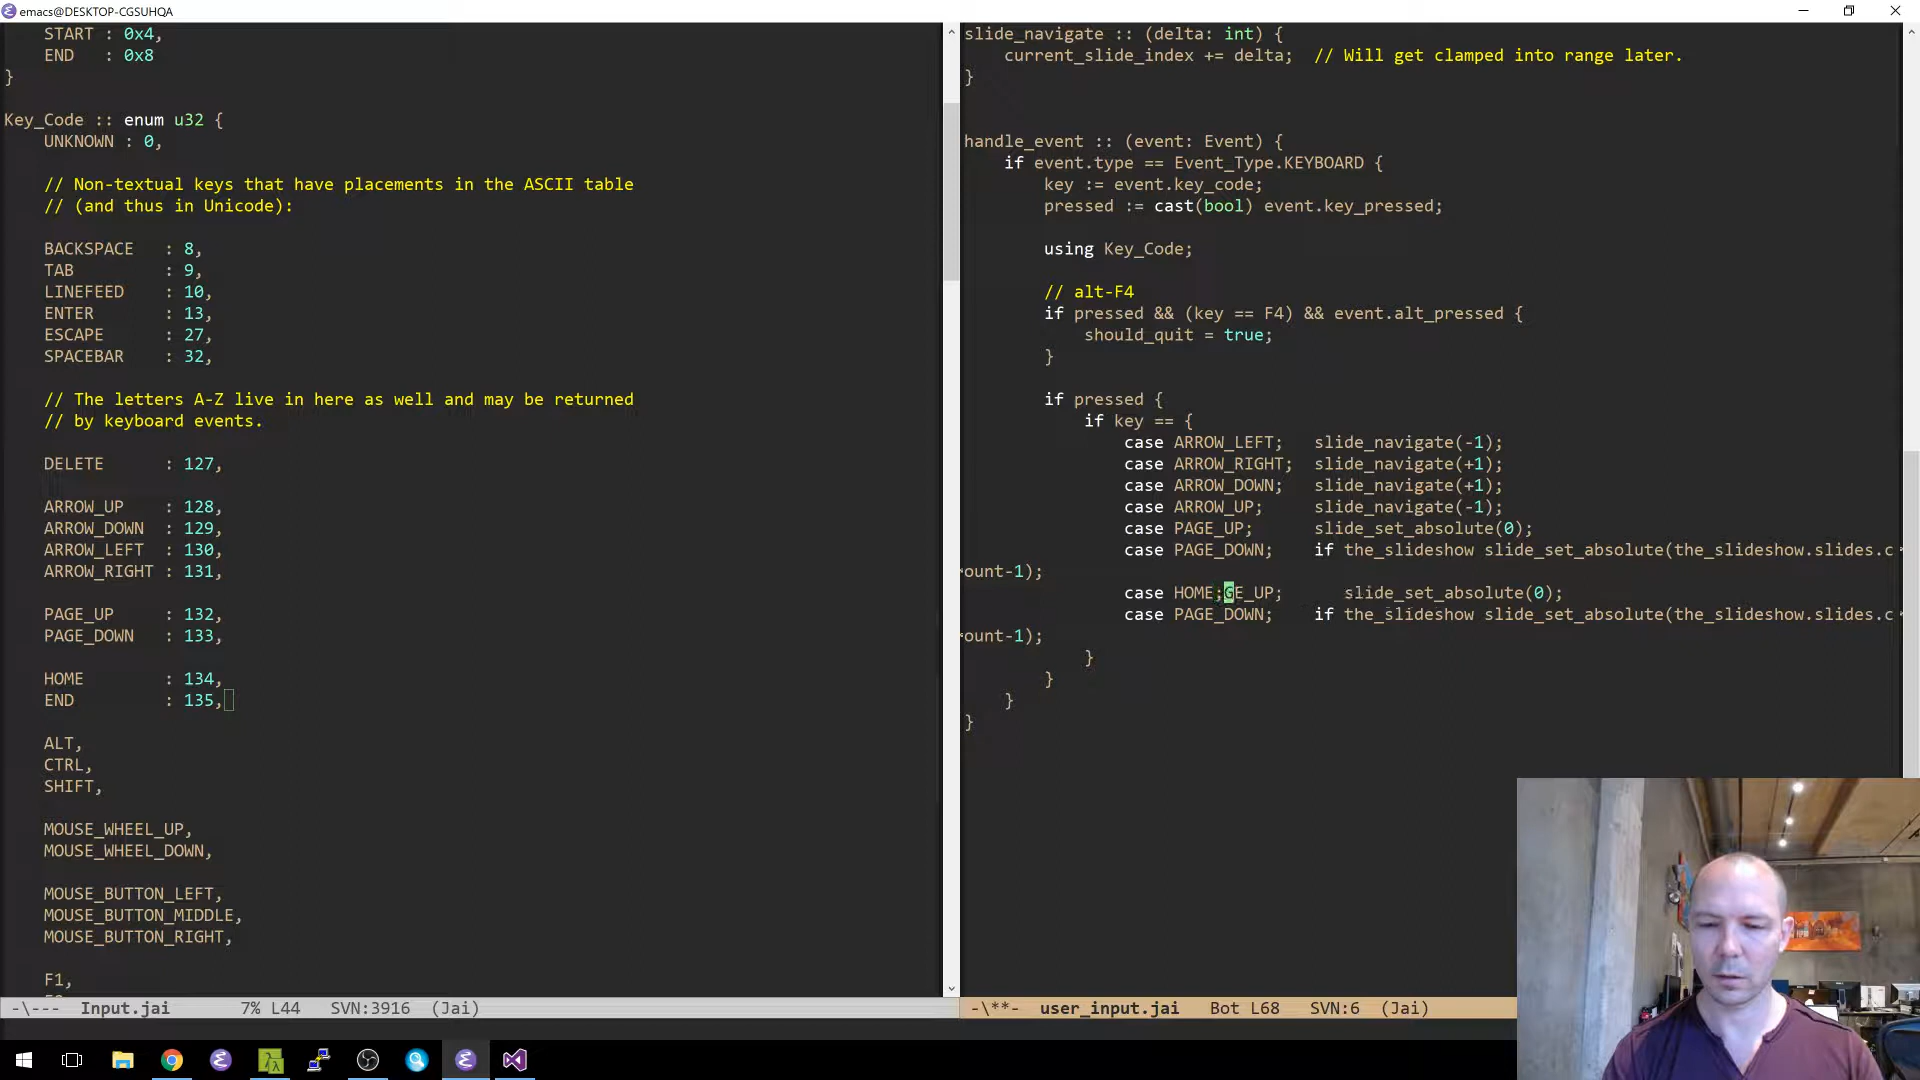 emacs@DESKTOP-CGSUHQA
START : 0x4,
END   : 0x8
}
Key_Code :: enum u32 {
UNKNOWN : 0,
// Non-textual keys that have placements in the ASCII table
// (and thus in Unicode):
BACKSPACE   : 8,
TAB         : 9,
LINEFEED    : 10,
ENTER       : 13,
ESCAPE      : 27,
SPACEBAR    : 32,
// The letters A-Z live in here as well and may be returned
// by keyboard events.
DELETE      : 127,
ARROW_UP    : 128,
ARROW_DOWN  : 129,
ARROW_LEFT  : 130,
ARROW_RIGHT : 131,
PAGE_UP     : 132,
PAGE_DOWN   : 133,
HOME        : 134,
END         : 135,
ALT,
CTRL,
SHIFT,
MOUSE_WHEEL_UP,
MOUSE_WHEEL_DOWN,
MOUSE_BUTTON_LEFT,
MOUSE_BUTTON_MIDDLE,
MOUSE_BUTTON_RIGHT,
F1,
-\---  Input.jai       7% L44   SVN:3916  (Jai)
slide_navigate :: (delta: int) {
current_slide_index += delta;  // Will get clamped into range later.
}
handle_event :: (event: Event) {
if event.type == Event_Type.KEYBOARD {
key := event.key_code;
pressed := cast(bool) event.key_pressed;
using Key_Code;
// alt-F4
if pressed && (key == F4) && event.alt_pressed {
should_quit = true;
}
if pressed {
if key == {
case ARROW_LEFT;   slide_navigate(-1);
case ARROW_RIGHT;  slide_navigate(+1);
case ARROW_DOWN;   slide_navigate(+1);
case ARROW_UP;     slide_navigate(-1);
case PAGE_UP;      slide_set_absolute(0);
case PAGE_DOWN;    if the_slideshow slide_set_absolute(the_slideshow.slides.c
ount-1);
case HOME;GE_UP;      slide_set_absolute(0);
case PAGE_DOWN;    if the_slideshow slide_set_absolute(the_slideshow.slides.c
ount-1);
}
}
}
}
-\**-  user_input.jai   Bot L68   SVN:6  (Jai)